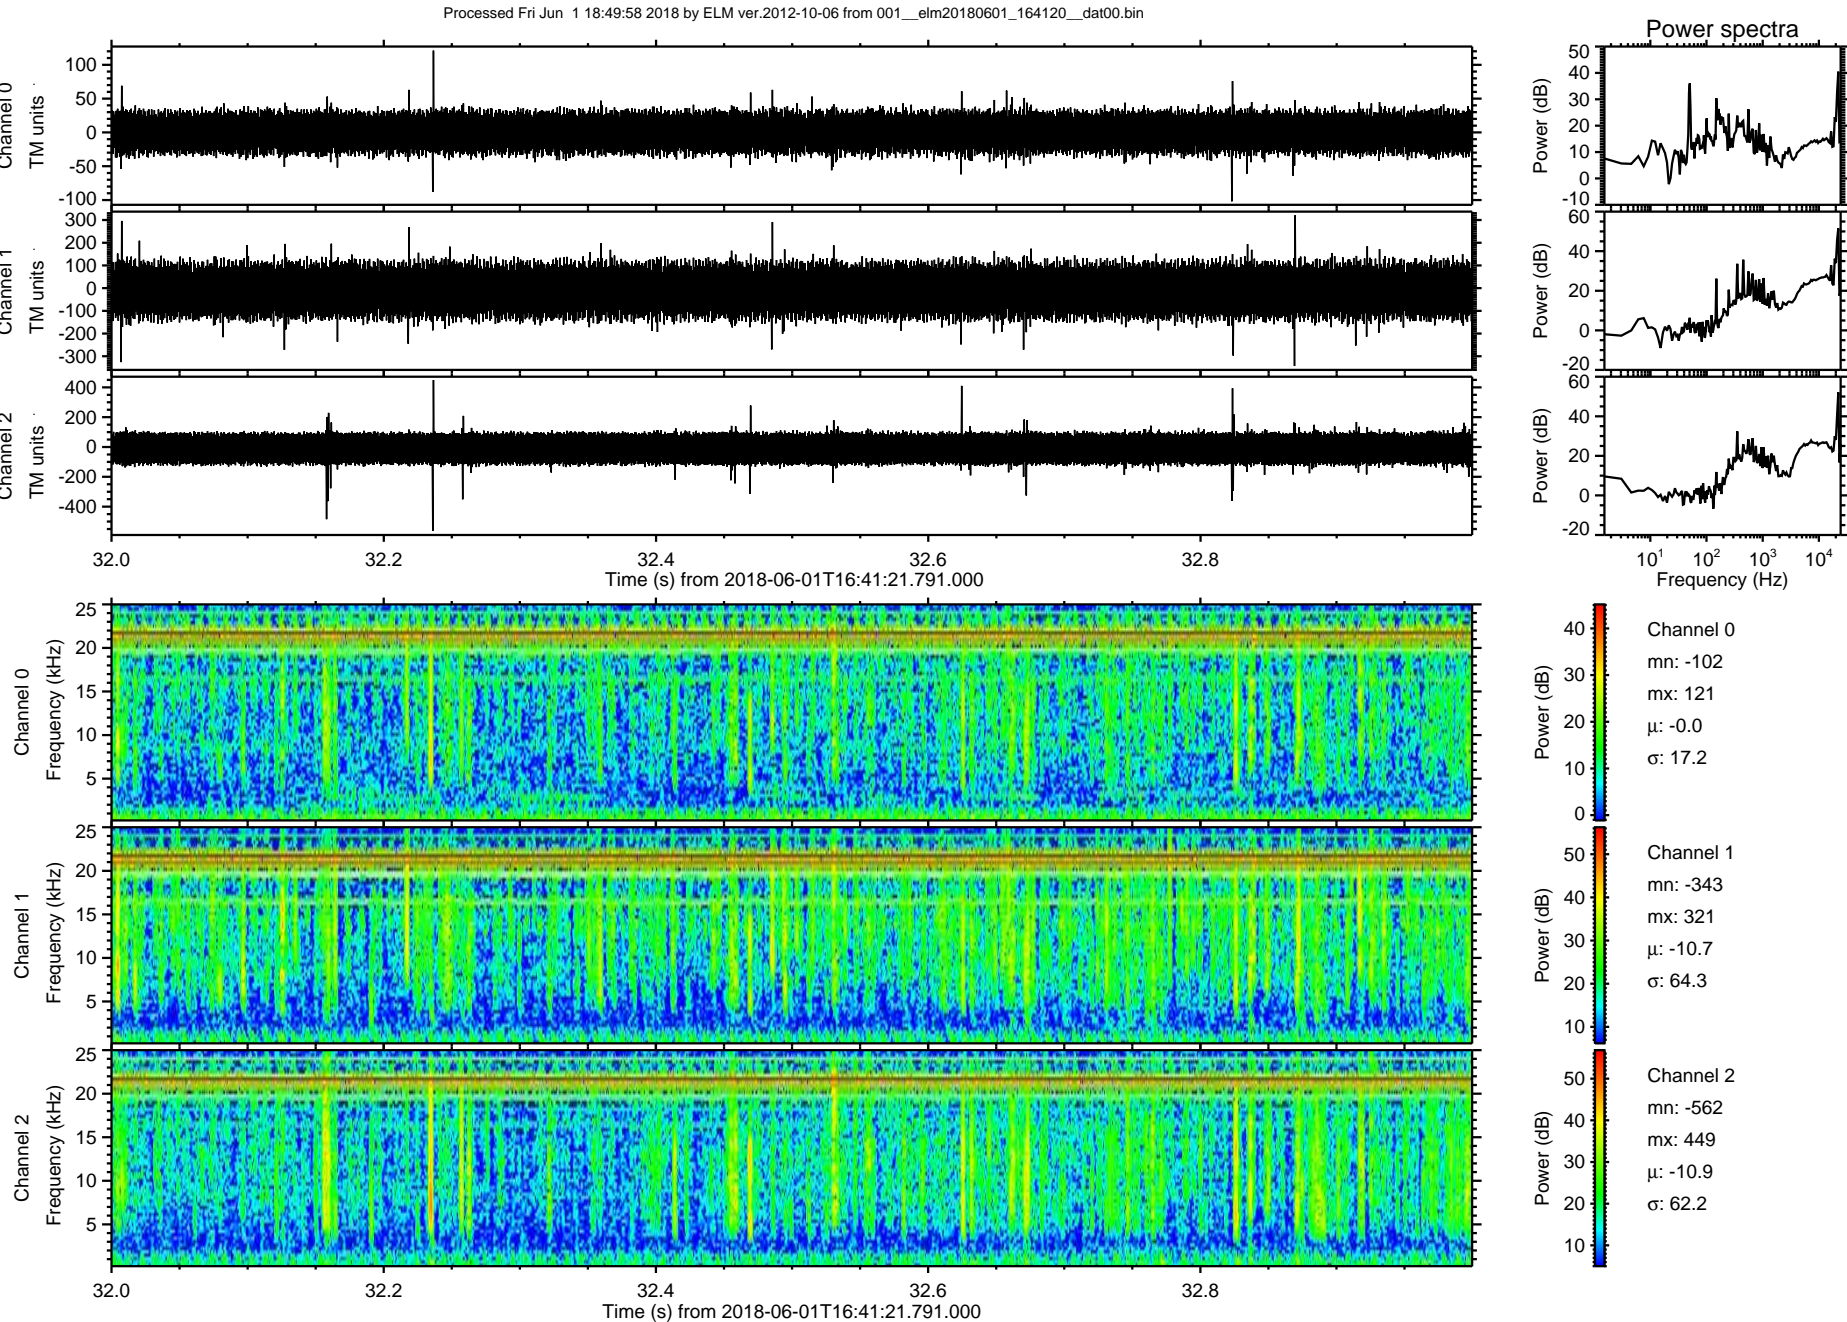 Processed Fri Jun  1 18:49:58 2018 by ELM ver.2012-10-06 from 001__elm20180601_164120__dat00.bin
Power spectra
Channel 0
TM units
100
50
0
-50
-100
Power (dB)
50
40
30
20
10
0
-10
Channel 1
TM units
300
200
100
0
-100
-200
-300
Power (dB)
60
40
20
0
-20
Channel 2
TM units
400
200
0
-200
-400
Power (dB)
60
40
20
0
-20
32.0 32.2 32.4 32.6 32.8
Time (s) from 2018-06-01T16:41:21.791.000
10¹ 10² 10³ 10⁴
Frequency (Hz)
Channel 0
Frequency (kHz)
25
20
15
10
5
Power (dB)
40
30
20
10
0
Channel 0
mn: -102
mx: 121
μ: -0.0
σ: 17.2
Channel 1
Frequency (kHz)
25
20
15
10
5
Power (dB)
50
40
30
20
10
Channel 1
mn: -343
mx: 321
μ: -10.7
σ: 64.3
Channel 2
Frequency (kHz)
25
20
15
10
5
Power (dB)
50
40
30
20
10
Channel 2
mn: -562
mx: 449
μ: -10.9
σ: 62.2
32.0 32.2 32.4 32.6 32.8
Time (s) from 2018-06-01T16:41:21.791.000